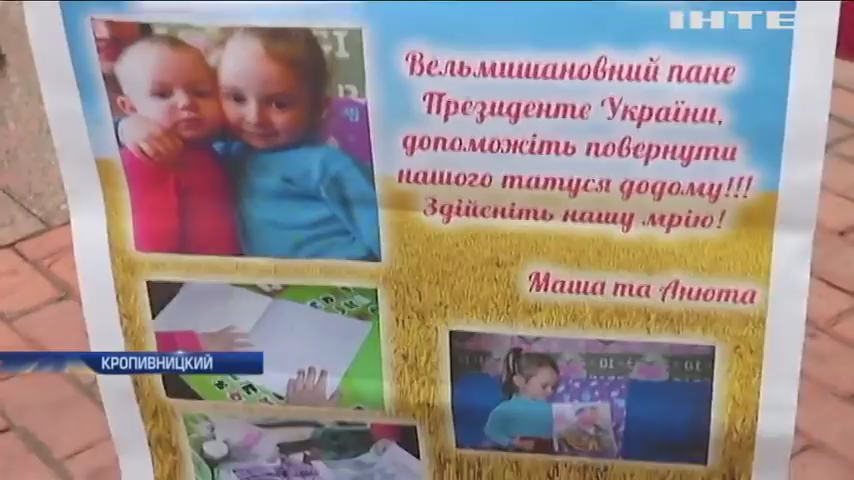 ІНТЕ
Вельмишановний пане
Президенте України,
допоможіть повернути
нашого татуся додому!!!
Здійсніть нашу мрію!
Маша та Анюта
КРОПИВНИЦКИЙ